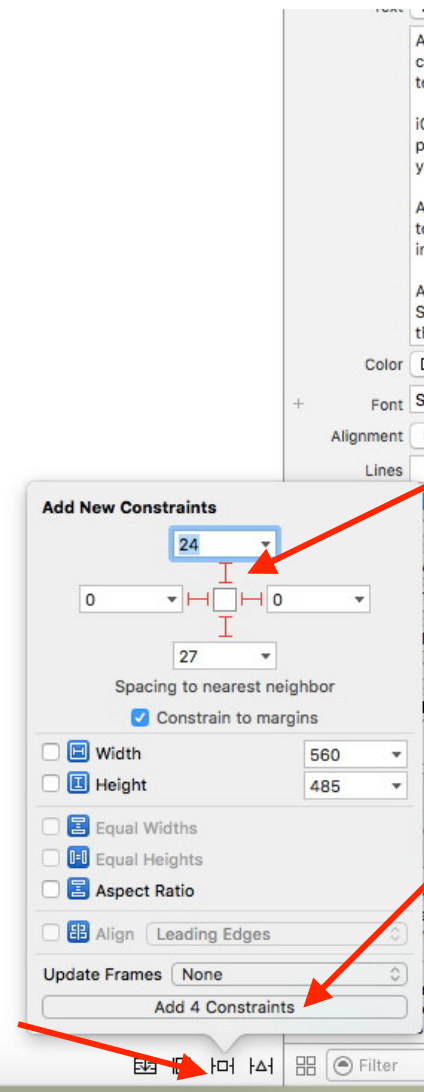 Color
Font
Alignment
Lines
Add New Constraints
24
0 0
27
Spacing to nearest neighbor
Constrain to margins
Width 560
Height 485
Equal Widths
Equal Heights
Aspect Ratio
Align Leading Edges
Update Frames None
Add 4 Constraints
Filter